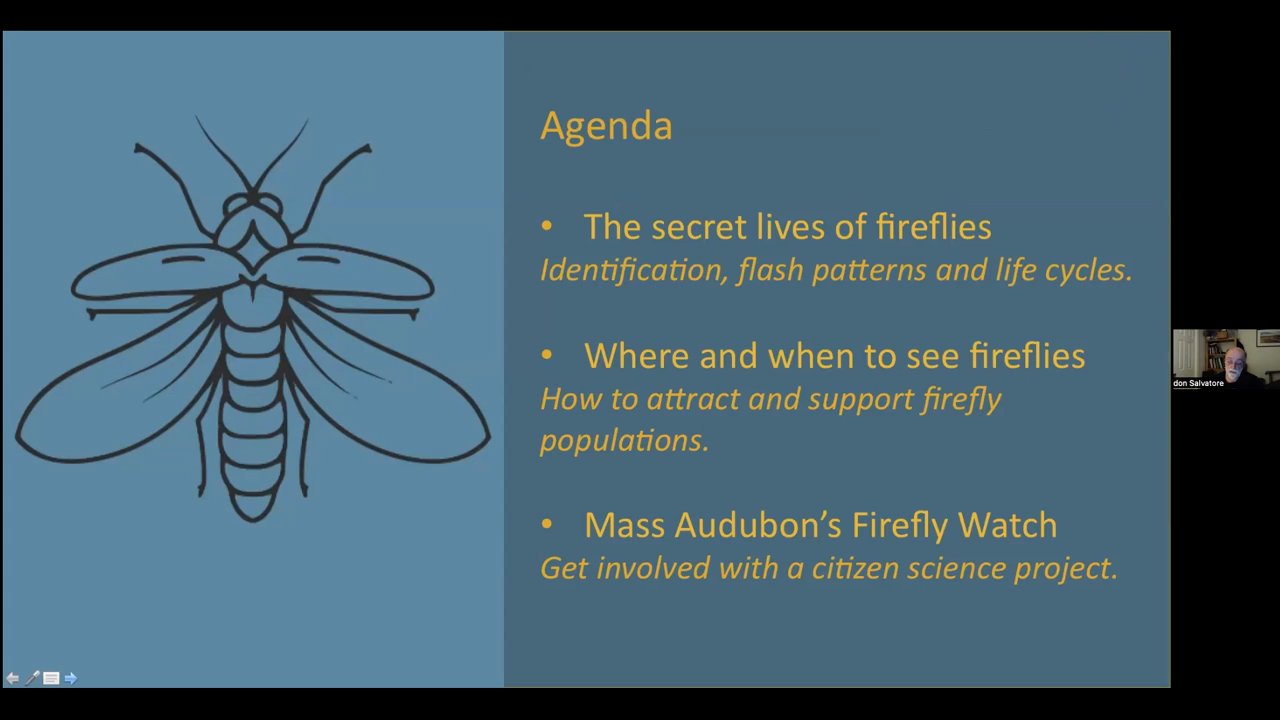 Agenda
• The secret lives of fireflies
Identification, flash patterns and life cycles.
• Where and when to see fireflies
How to attract and support firefly
populations.
• Mass Audubon’s Firefly Watch
Get involved with a citizen science project.
don Salvatore